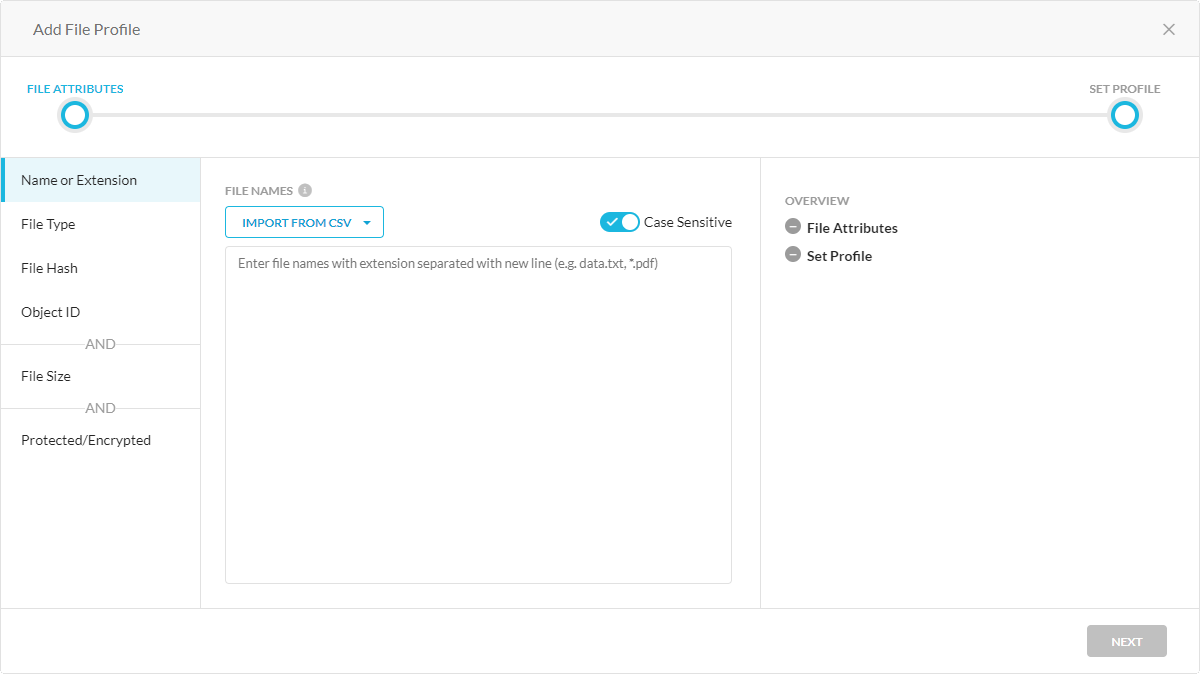 Add File Profile
FILE ATTRIBUTES
SET PROFILE
Name or Extension
File Type
File Hash
Object ID
AND
File Size
AND
Protected/Encrypted
FILE NAMES
IMPORT FROM CSV
Case Sensitive
Enter file names with extension separated with new line (e.g. data.txt, *.pdf)
OVERVIEW
File Attributes
Set Profile
NEXT